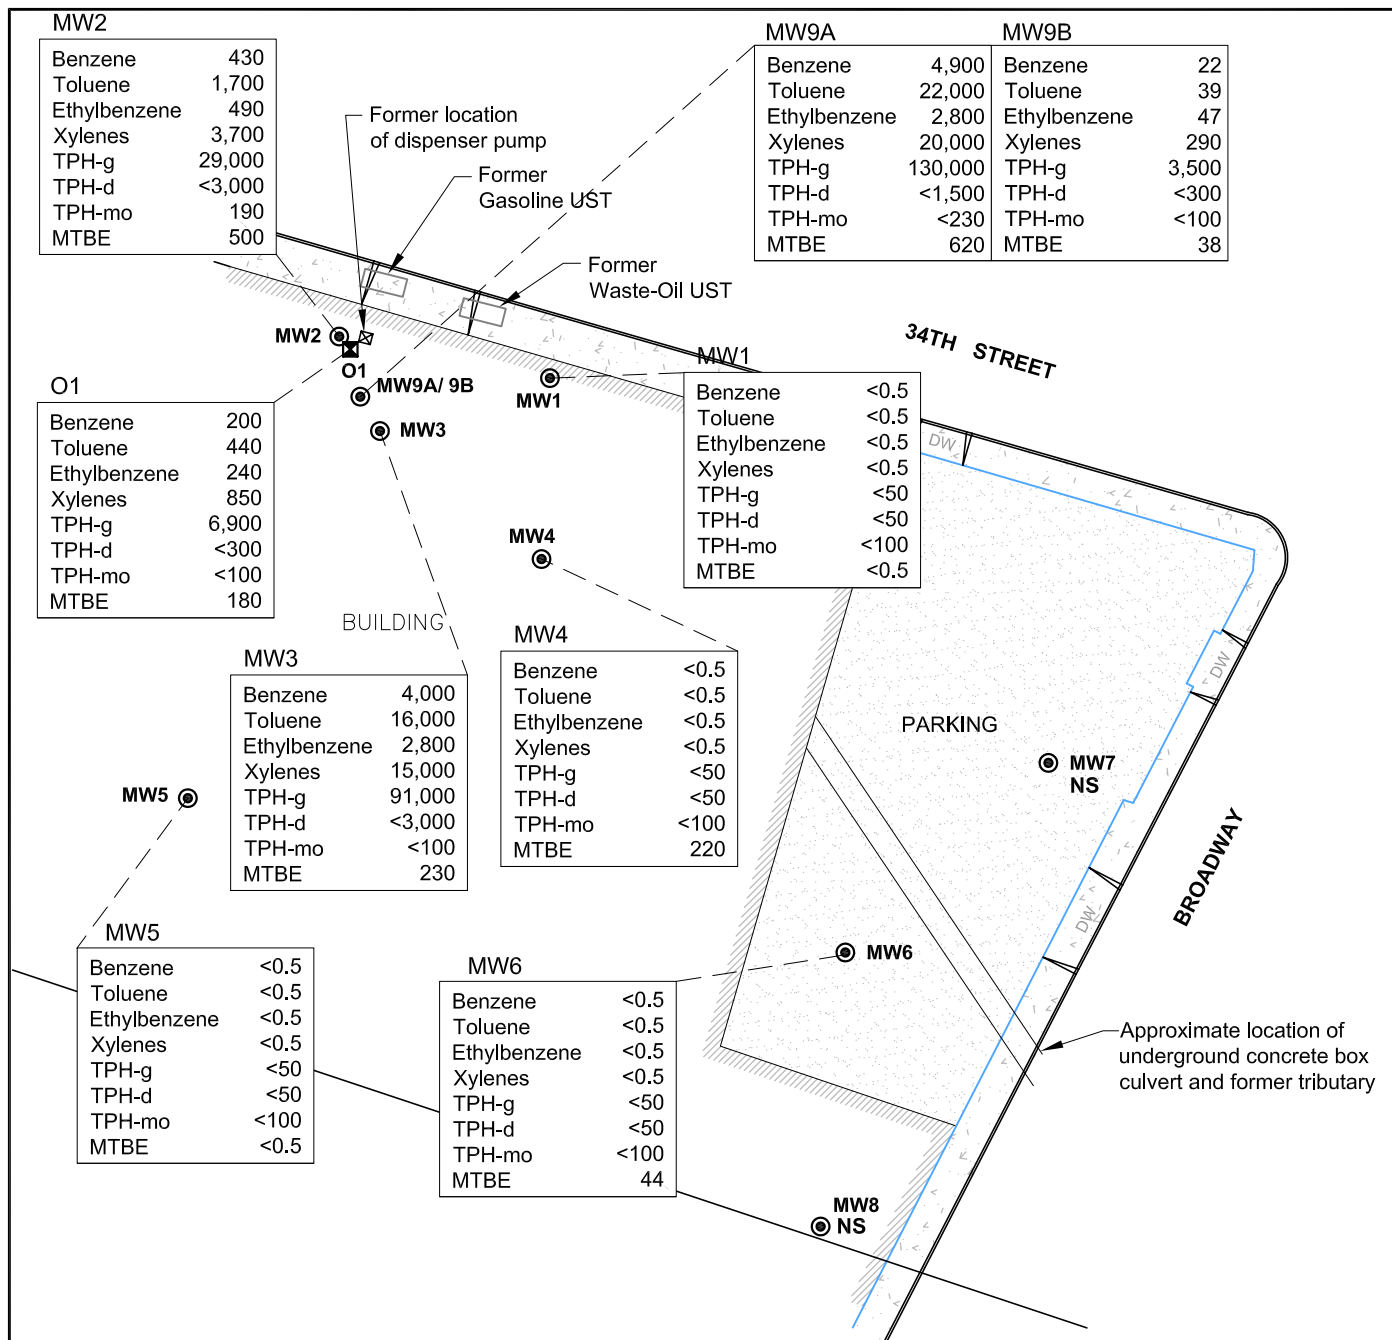 MW2
Benzene 430
Toluene 1,700
Ethylbenzene 490
Xylenes 3,700
TPH-g 29,000
TPH-d <3,000
TPH-mo 190
MTBE 500
MW9A
Benzene 4,900
Toluene 22,000
Ethylbenzene 2,800
Xylenes 20,000
TPH-g 130,000
TPH-d <1,500
TPH-mo <230
MTBE 620
MW9B
Benzene 22
Toluene 39
Ethylbenzene 47
Xylenes 290
TPH-g 3,500
TPH-d <300
TPH-mo <100
MTBE 38
Former location
of dispenser pump
Former
Gasoline UST
Former
Waste-Oil UST
34TH STREET
MW2
O1
MW9A/ 9B
MW3
MW1
MW1
Benzene <0.5
Toluene <0.5
Ethylbenzene <0.5
Xylenes <0.5
TPH-g <50
TPH-d <50
TPH-mo <100
MTBE <0.5
O1
Benzene 200
Toluene 440
Ethylbenzene 240
Xylenes 850
TPH-g 6,900
TPH-d <300
TPH-mo <100
MTBE 180
DW
MW4
BUILDING
MW3
Benzene 4,000
Toluene 16,000
Ethylbenzene 2,800
Xylenes 15,000
TPH-g 91,000
TPH-d <3,000
TPH-mo <100
MTBE 230
MW4
Benzene <0.5
Toluene <0.5
Ethylbenzene <0.5
Xylenes <0.5
TPH-g <50
TPH-d <50
TPH-mo <100
MTBE 220
DW
PARKING
MW7
NS
MW5
BROADWAY
DW
MW5
Benzene <0.5
Toluene <0.5
Ethylbenzene <0.5
Xylenes <0.5
TPH-g <50
TPH-d <50
TPH-mo <100
MTBE <0.5
MW6
MW6
Benzene <0.5
Toluene <0.5
Ethylbenzene <0.5
Xylenes <0.5
TPH-g <50
TPH-d <50
TPH-mo <100
MTBE 44
Approximate location of
underground concrete box
culvert and former tributary
MW8
NS